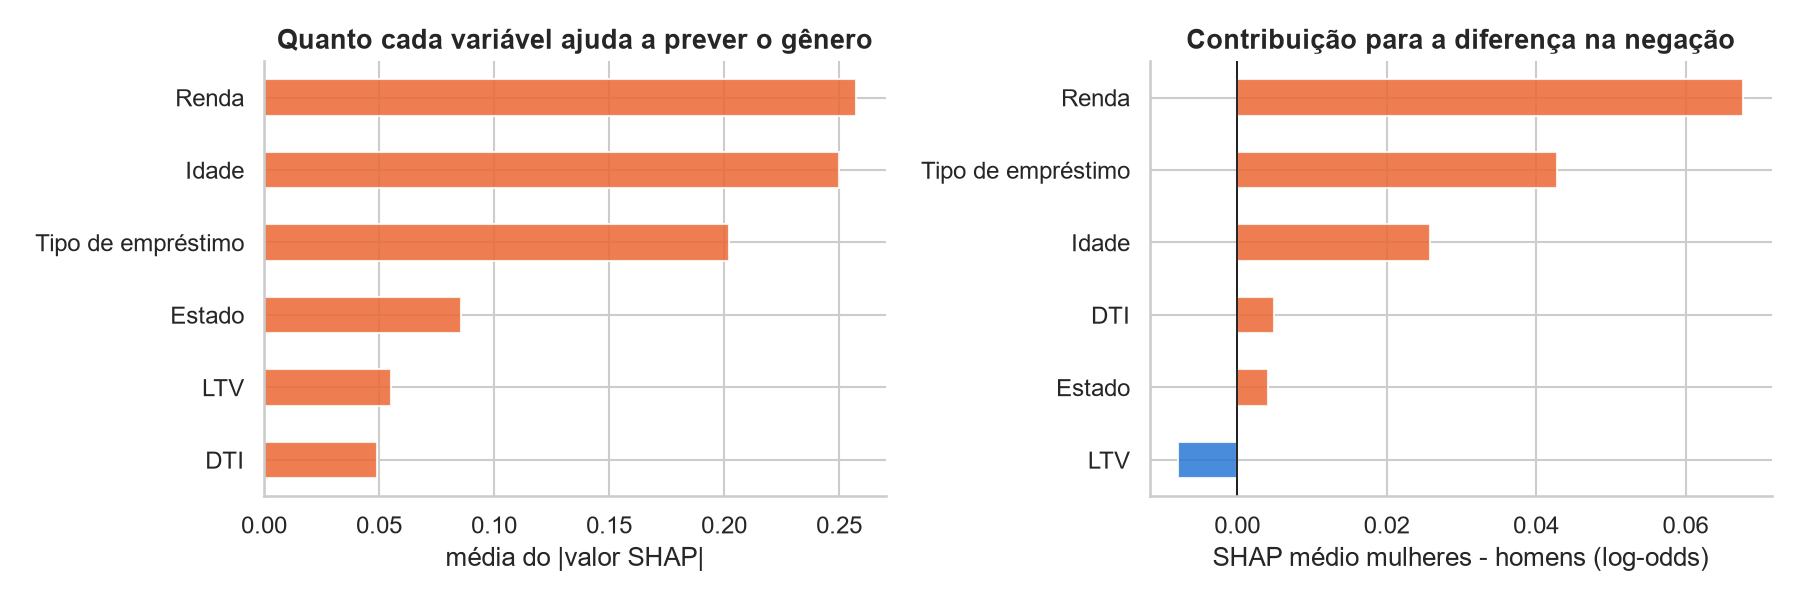 Quanto cada variável ajuda a prever o gênero
Renda
Idade
Tipo de empréstimo
Estado
LTV
DTI
0.00 0.05 0.10 0.15 0.20 0.25
média do |valor SHAP|
Contribuição para a diferença na negação
Renda
Tipo de empréstimo
Idade
DTI
Estado
LTV
0.00 0.02 0.04 0.06
SHAP médio mulheres - homens (log-odds)